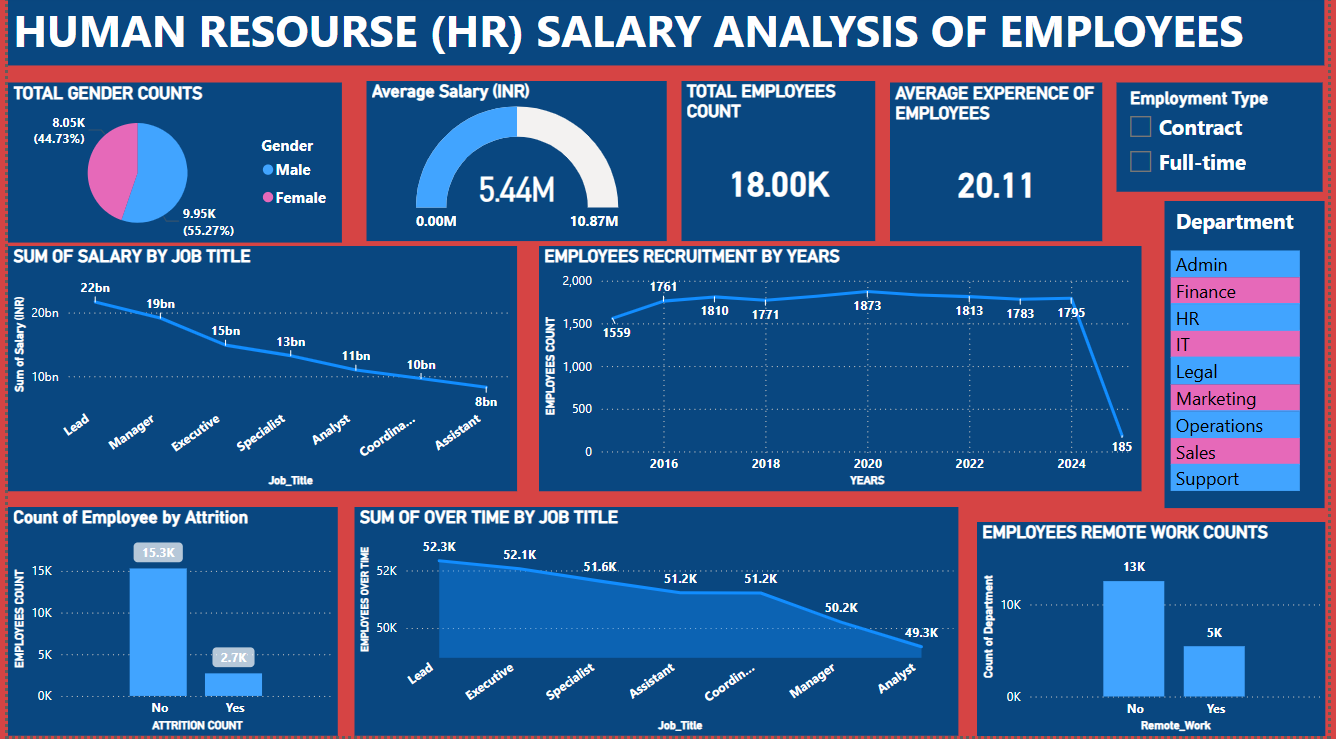 HUMAN RESOURSE (HR) SALARY ANALYSIS OF EMPLOYEES
TOTAL GENDER COUNTS
8.05K
(44.73%)
9.95K
(55.27%)
Gender
Male
Female
Average Salary (INR)
5.44M
0.00M
10.87M
TOTAL EMPLOYEES
COUNT
18.00K
AVERAGE EXPERENCE OF
EMPLOYEES
20.11
Employment Type
Contract
Full-time
Department
Admin
Finance
HR
IT
Legal
Marketing
Operations
Sales
Support
SUM OF SALARY BY JOB TITLE
Sum of Salary (INR)
20bn
10bn
22bn
19bn
15bn
13bn
11bn
10bn
8bn
Lead
Manager
Executive
Specialist
Analyst
Coordina...
Assistant
Job_Title
EMPLOYEES RECRUITMENT BY YEARS
EMPLOYEES COUNT
2,000
1,500
1,000
500
0
1559
1761
1810
1771
1873
1813
1783
1795
185
2016
2018
2020
2022
2024
YEARS
Count of Employee by Attrition
EMPLOYEES COUNT
15K
10K
5K
0K
15.3K
2.7K
No
Yes
ATTRITION COUNT
SUM OF OVER TIME BY JOB TITLE
EMPLOYEES OVER TIME
52K
50K
52.3K
52.1K
51.6K
51.2K
51.2K
50.2K
49.3K
Lead
Executive
Specialist
Assistant
Coordin...
Manager
Analyst
Job_Title
EMPLOYEES REMOTE WORK COUNTS
Count of Department
10K
0K
13K
5K
No
Yes
Remote_Work